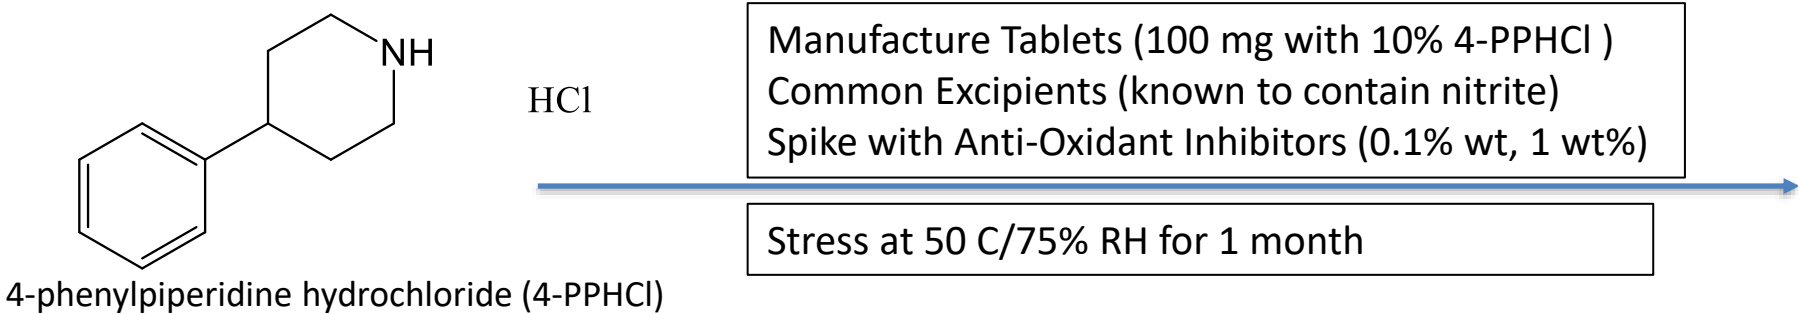 NH
HCl
4-phenylpiperidine hydrochloride (4-PPHCl)
Manufacture Tablets (100 mg with 10% 4-PPHCl )
Common Excipients (known to contain nitrite)
Spike with Anti-Oxidant Inhibitors (0.1% wt, 1 wt%)
Stress at 50 C/75% RH for 1 month